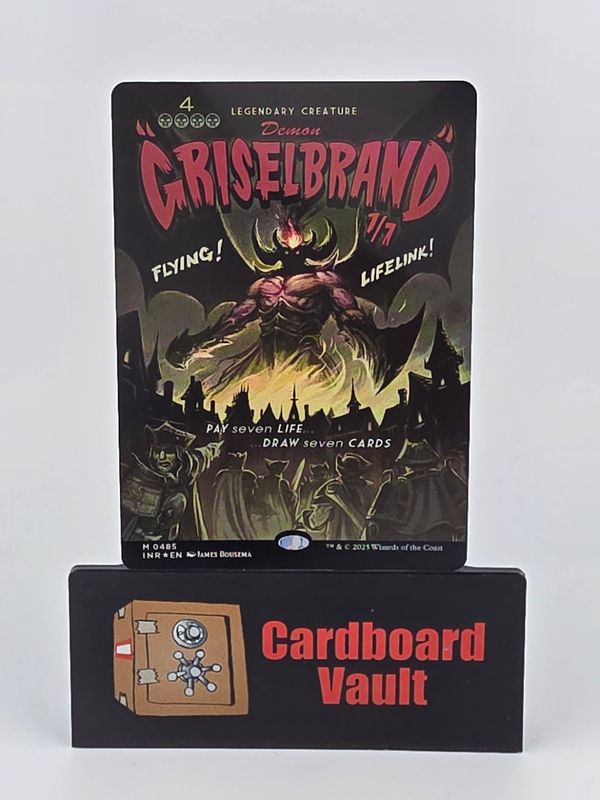 4
LEGENDARY CREATURE
Demon
"GRISELBRAND"
7/7
FLYING!
LIFELINK!
PAY seven LIFE...
...DRAW seven CARDS
M 0485
INR★EN James Bousema
™ & © 2025 Wizards of the Coast
Cardboard
Vault